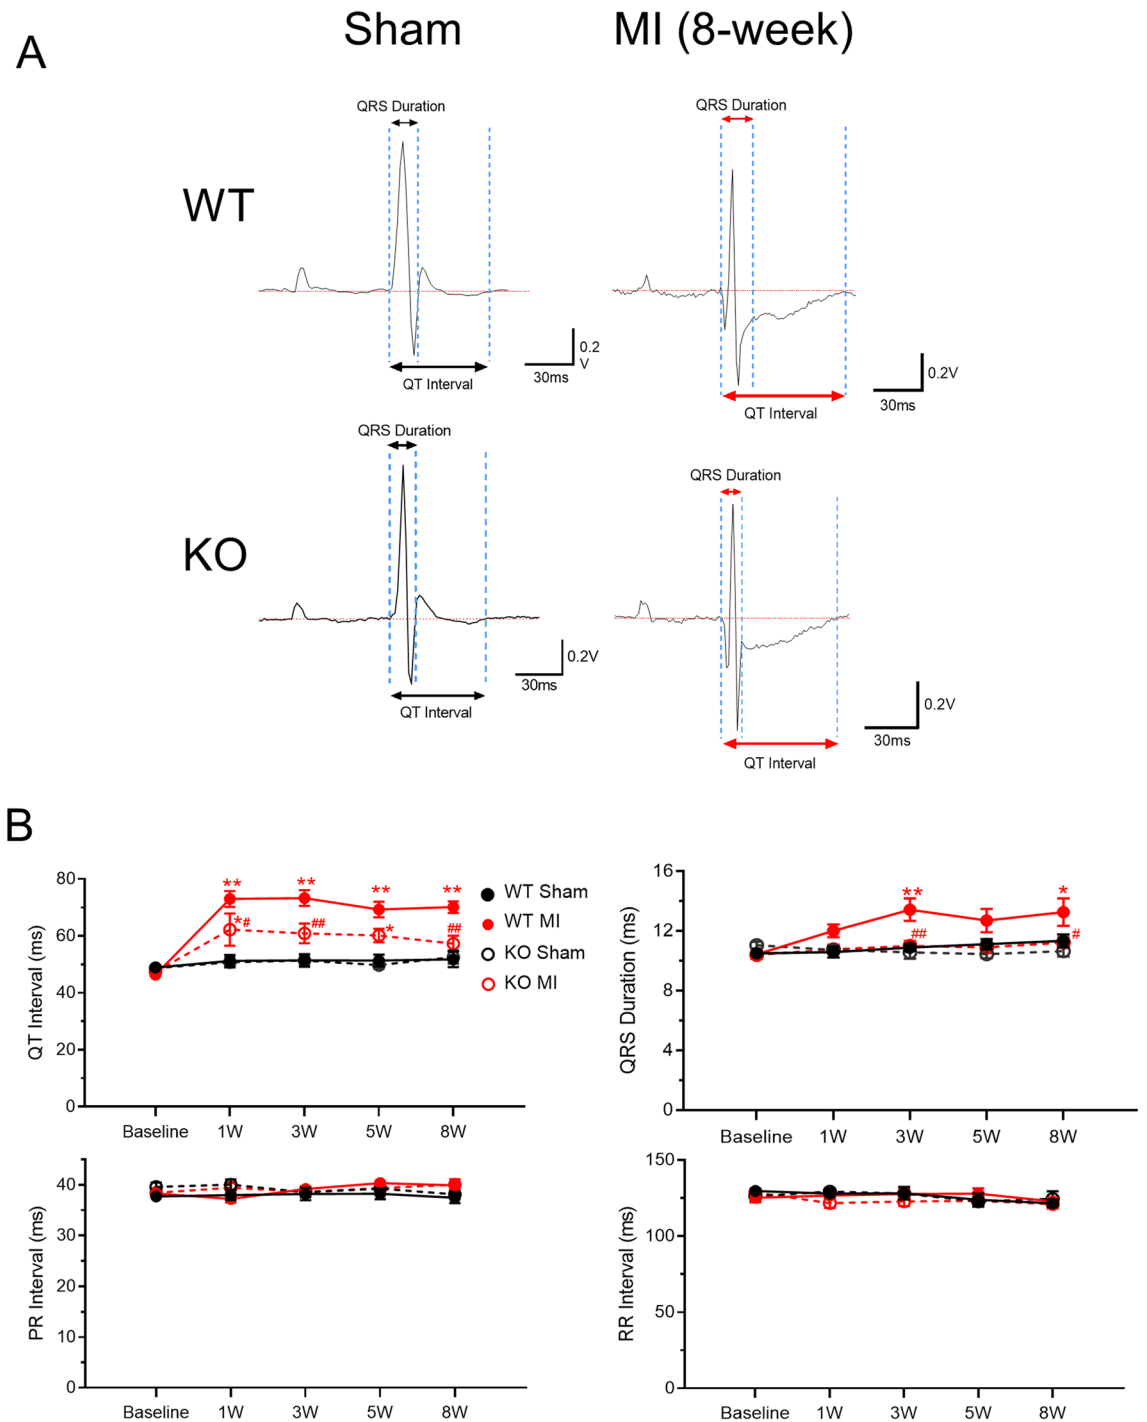 Sham MI (8-week)
A
QRS Duration QRS Duration
WT
0.2
V
30ms
QT Interval
0.2V
30ms
QT Interval
QRS Duration
QRS Duration
KO
0.2V
30ms
QT Interval
0.2V
30ms
QT Interval
B
QT Interval (ms)
80
60
40
20
0
** ** ** **
*# ## * ##
Baseline 1W 3W 5W 8W
WT Sham
WT MI
KO Sham
KO MI
QRS Duration (ms)
16
12
8
4
0
** *
## #
Baseline 1W 3W 5W 8W
PR Interval (ms)
40
30
20
10
0
Baseline 1W 3W 5W 8W
RR Interval (ms)
150
100
50
0
Baseline 1W 3W 5W 8W